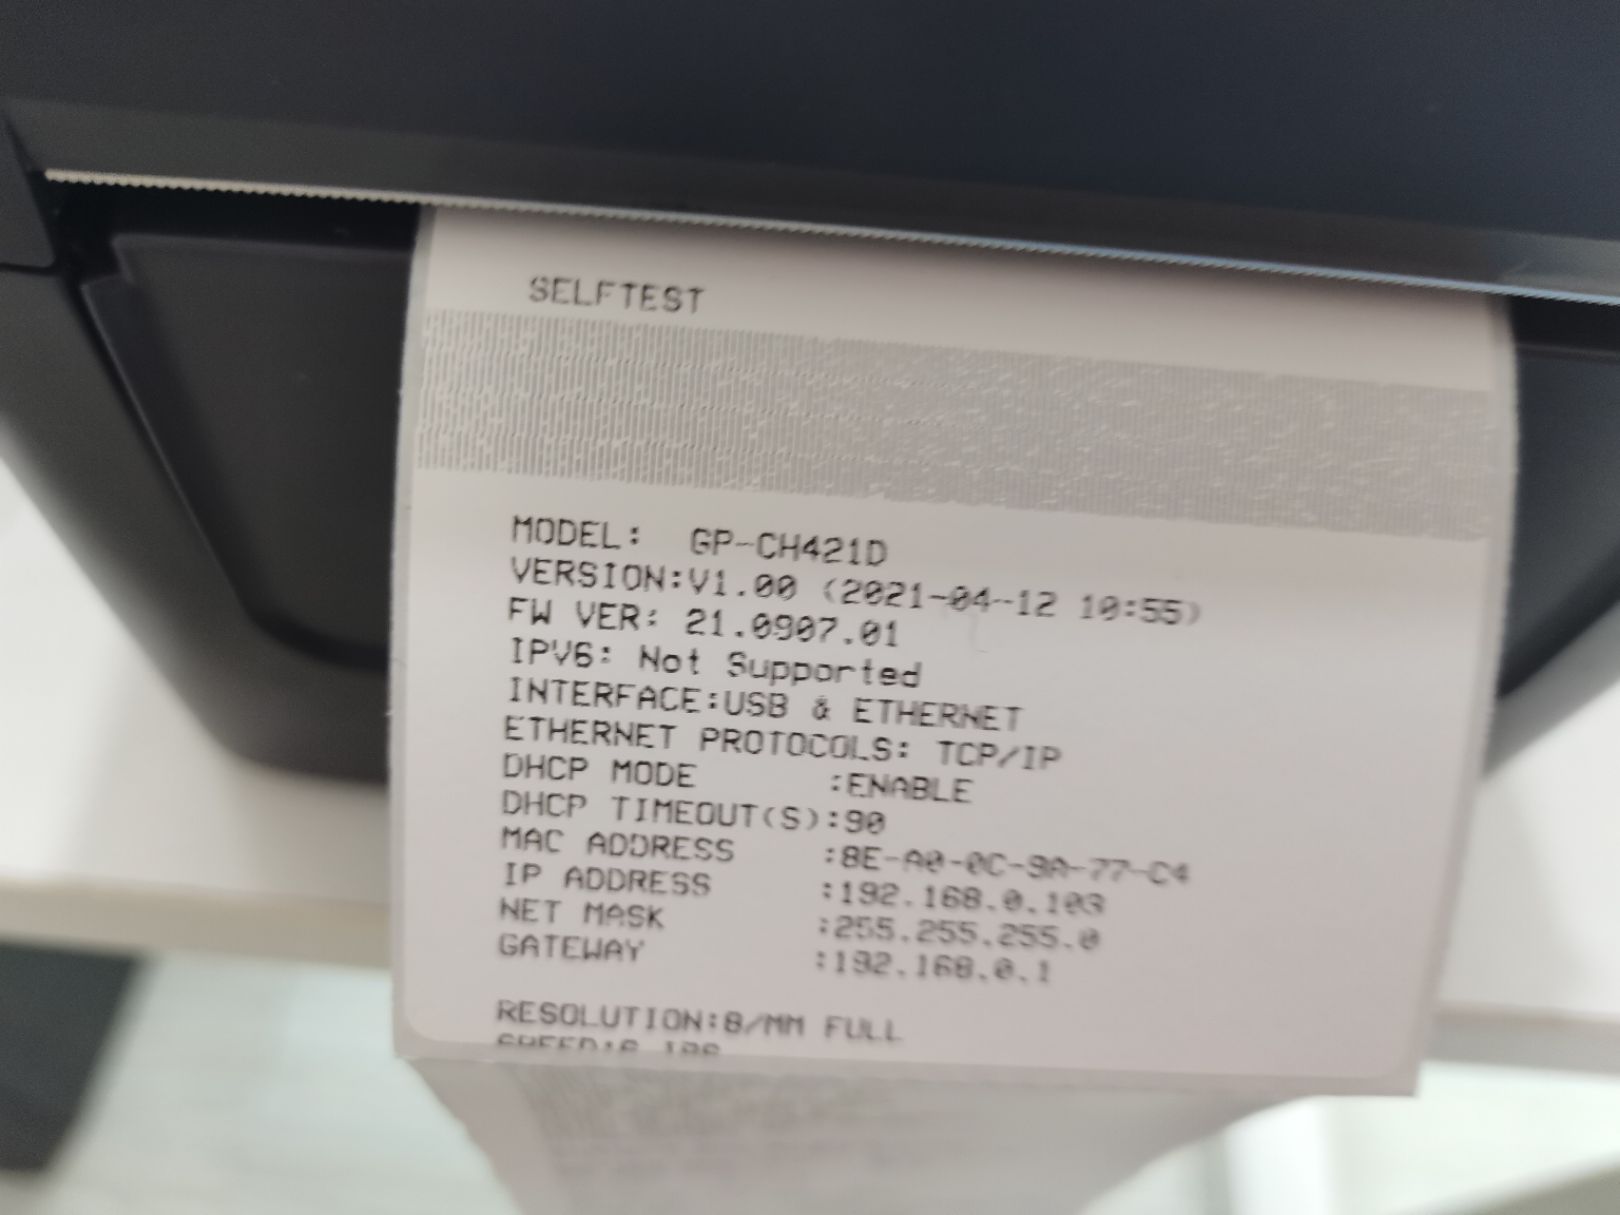 SELFTEST
MODEL: GP-CH421D
VERSION:V1.00 (2021-04-12 10:55)
FW VER: 21.0907.01
IPV6: Not Supported
INTERFACE:USB & ETHERNET
ETHERNET PROTOCOLS: TCP/IP
DHCP MODE :ENABLE
DHCP TIMEOUT(S):90
MAC ADDRESS :8E-A0-0C-9A-77-C4
IP ADDRESS :192.168.0.103
NET MASK :255.255.255.0
GATEWAY :192.168.0.1
RESOLUTION:8/MM FULL
SPEED:6 IPS